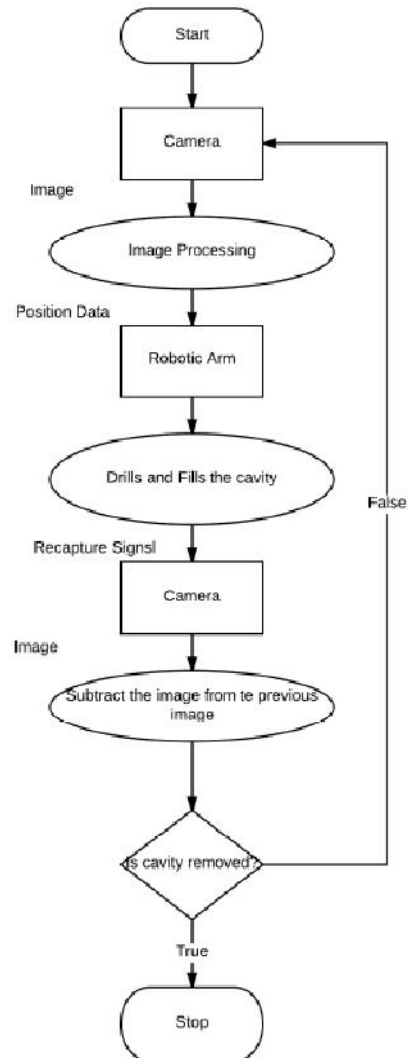 Start
Camera
Image
Image Processing
Position Data
Robotic Arm
Drills and Fills the cavity
False
Recapture Signsl
Camera
Image
Subtract the image from te previous
image
Is cavity removed?
True
Stop